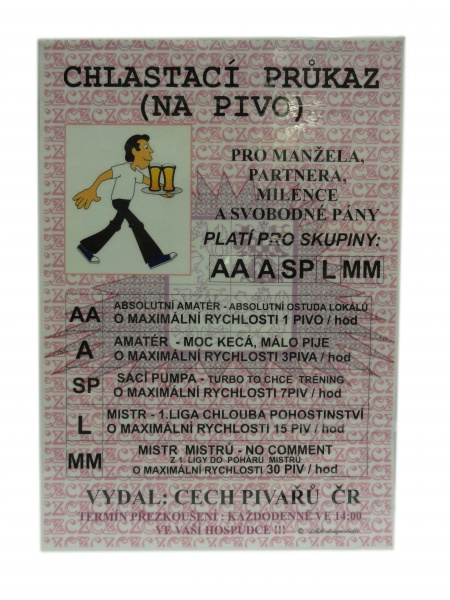 CHLASTACÍ PRŮKAZ
(NA PIVO)
PRO MANŽELA,
PARTNERA,
MILENCE
A SVOBODNÉ PÁNY
PLATÍ PRO SKUPINY:
AA A SP L MM
AA ABSOLUTNÍ AMATÉR - ABSOLUTNÍ OSTUDA LOKÁLŮ
O MAXIMÁLNÍ RYCHLOSTI 1 PIVO / hod
A AMATÉR - MOC KECÁ, MÁLO PIJE
O MAXIMÁLNÍ RYCHLOSTI 3PIVA / hod
SP SACÍ PUMPA - TURBO TO CHCE TRÉNING
O MAXIMÁLNÍ RYCHLOSTI 7PIV / hod
L MISTR - 1.LIGA CHLOUBA POHOSTINSTVÍ
O MAXIMÁLNÍ RYCHLOSTI 15 PIV / hod
MM MISTR MISTRŮ - NO COMMENT
Z 1. LIGY DO POHÁRU MISTRŮ
O MAXIMÁLNÍ RYCHLOSTI 30 PIV / hod
VYDAL: CECH PIVAŘŮ ČR
TERMÍN PŘEZKOUŠENÍ : KAŽDODENNĚ VE 14:00
VE VAŠÍ HOSPŮDCE !!!